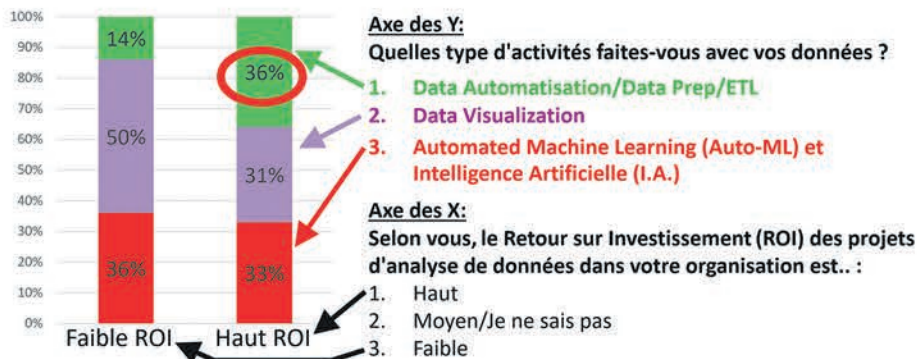 100%
90%
80%
70%
60%
50%
40%
30%
20%
10%
0%
14%
50%
36%
36%
31%
33%
Faible ROI
Haut ROI
Axe des Y:
Quelles type d'activités faites-vous avec vos données ?
1. Data Automatisation/Data Prep/ETL
2. Data Visualization
3. Automated Machine Learning (Auto-ML) et
Intelligence Artificielle (I.A.)
Axe des X:
Selon vous, le Retour sur Investissement (ROI) des projets
d'analyse de données dans votre organisation est.. :
1. Haut
2. Moyen/Je ne sais pas
3. Faible